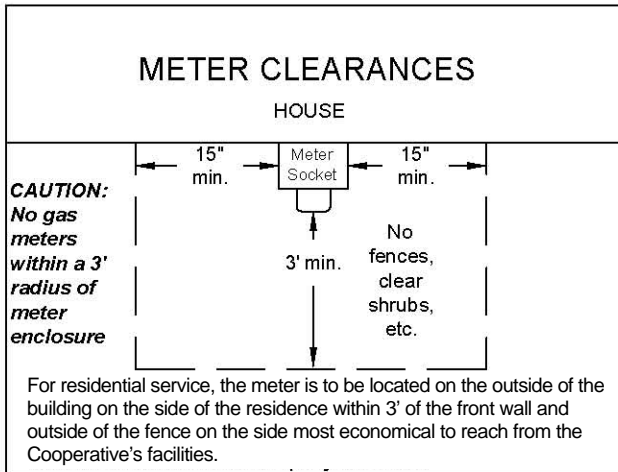 METER CLEARANCES
HOUSE
15" min.
Meter Socket
15" min.
CAUTION:
No gas
meters
within a 3'
radius of
meter
enclosure
3' min.
No
fences,
clear
shrubs,
etc.
For residential service, the meter is to be located on the outside of the
building on the side of the residence within 3’ of the front wall and
outside of the fence on the side most economical to reach from the
Cooperative’s facilities.